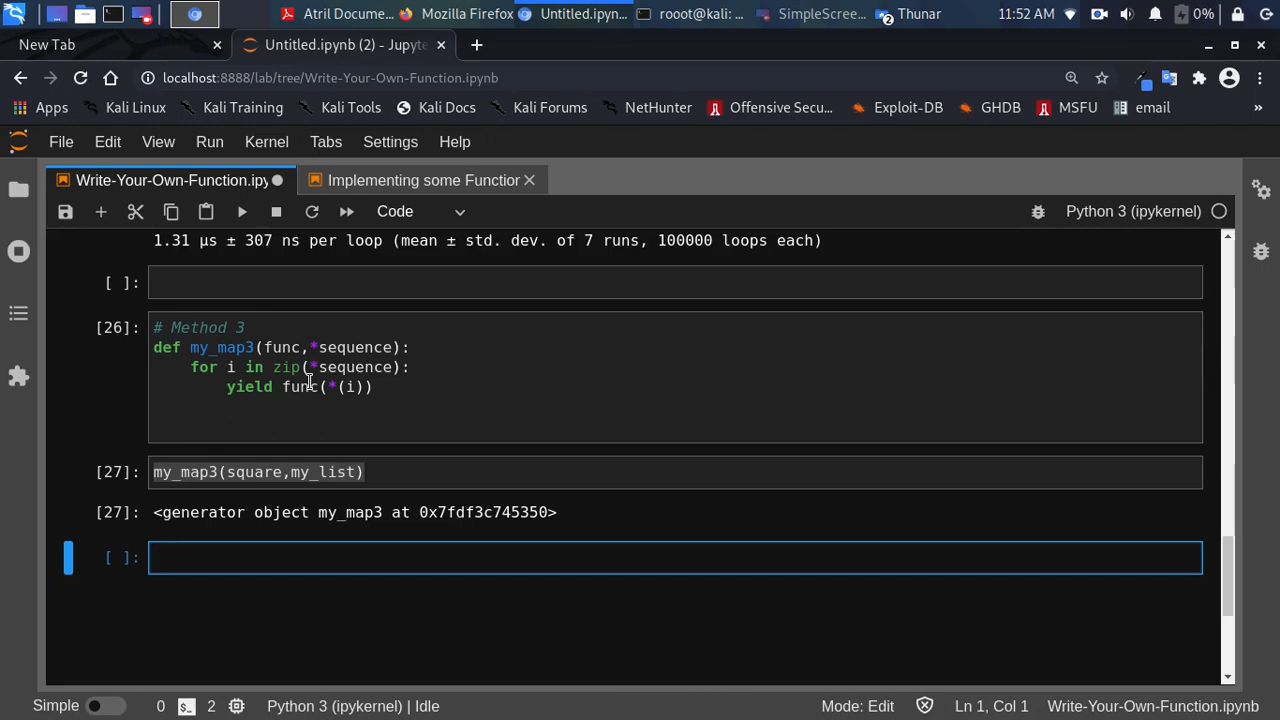 Atril Docume...
Mozilla Firefox
Untitled.ipyn...
rooot@kali: ...
SimpleScree...
2
Thunar
11:52 AM
0%
New Tab
Untitled.ipynb (2) - Jupyte
localhost:8888/lab/tree/Write-Your-Own-Function.ipynb
Apps
Kali Linux
Kali Training
Kali Tools
Kali Docs
Kali Forums
NetHunter
Offensive Secu...
Exploit-DB
GHDB
MSFU
email
»
File
Edit
View
Run
Kernel
Tabs
Settings
Help
Write-Your-Own-Function.ipy
Implementing some Function
Code
Python 3 (ipykernel)
1.31 µs ± 307 ns per loop (mean ± std. dev. of 7 runs, 100000 loops each)
[ ]:
[26]:
# Method 3
def my_map3(func,*sequence):
for i in zip(*sequence):
yield func(*(i))
[27]:
my_map3(square,my_list)
[27]:
<generator object my_map3 at 0x7fdf3c745350>
[ ]:
Simple
0
2
Python 3 (ipykernel) | Idle
Mode: Edit
Ln 1, Col 1
Write-Your-Own-Function.ipynb